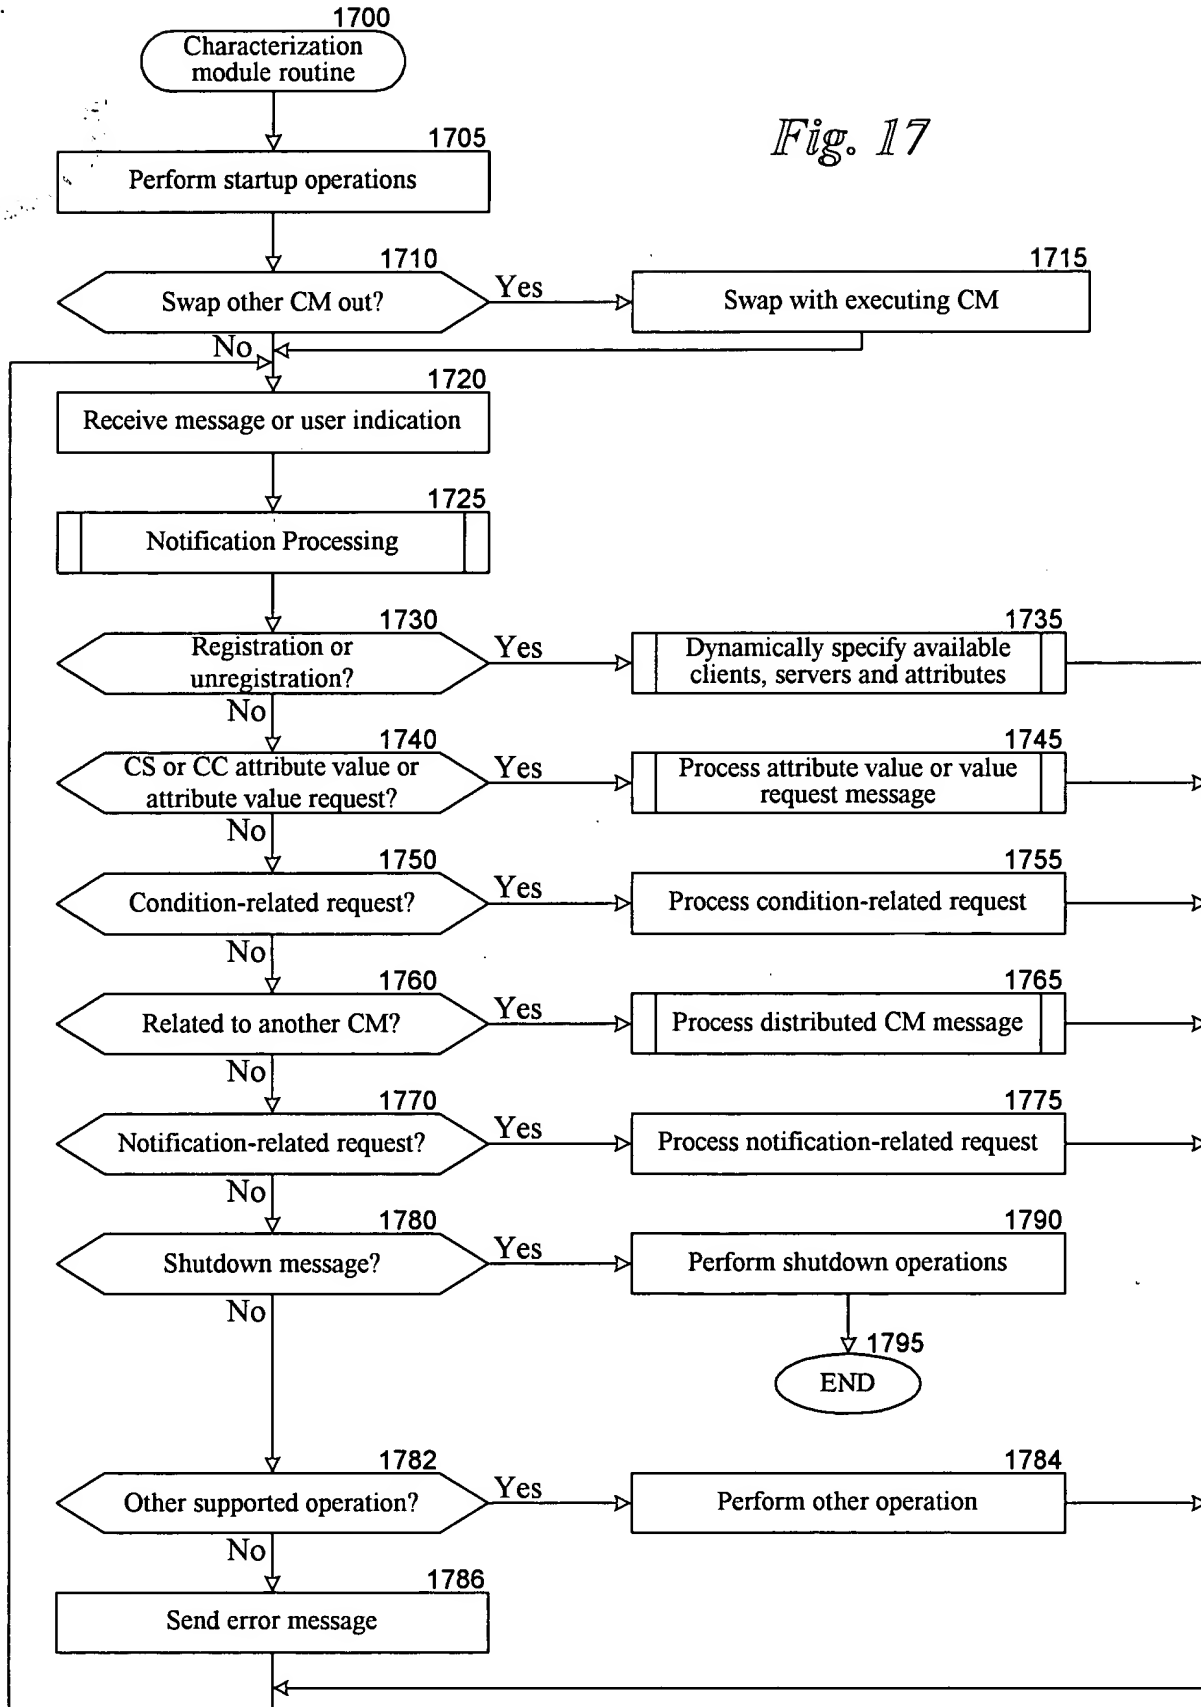 1700
Characterization
module routine
Fig. 17
1705
Perform startup operations
1710
Swap other CM out?
Yes
1715
Swap with executing CM
No
1720
Receive message or user indication
1725
Notification Processing
1730
Registration or
unregistration?
Yes
1735
Dynamically specify available
clients, servers and attributes
No
1740
CS or CC attribute value or
attribute value request?
Yes
1745
Process attribute value or value
request message
No
1750
Condition-related request?
Yes
1755
Process condition-related request
No
1760
Related to another CM?
Yes
1765
Process distributed CM message
No
1770
Notification-related request?
Yes
1775
Process notification-related request
No
1780
Shutdown message?
Yes
1790
Perform shutdown operations
No
1795
END
1782
Other supported operation?
Yes
1784
Perform other operation
No
1786
Send error message